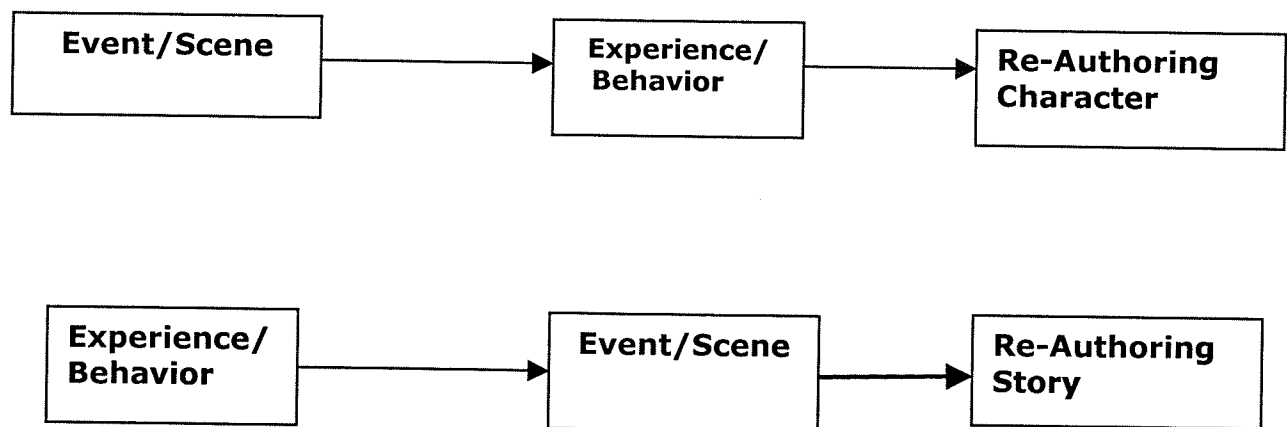 Event/Scene
Experience/
Behavior
Re-Authoring
Character
Experience/
Behavior
Event/Scene
Re-Authoring
Story